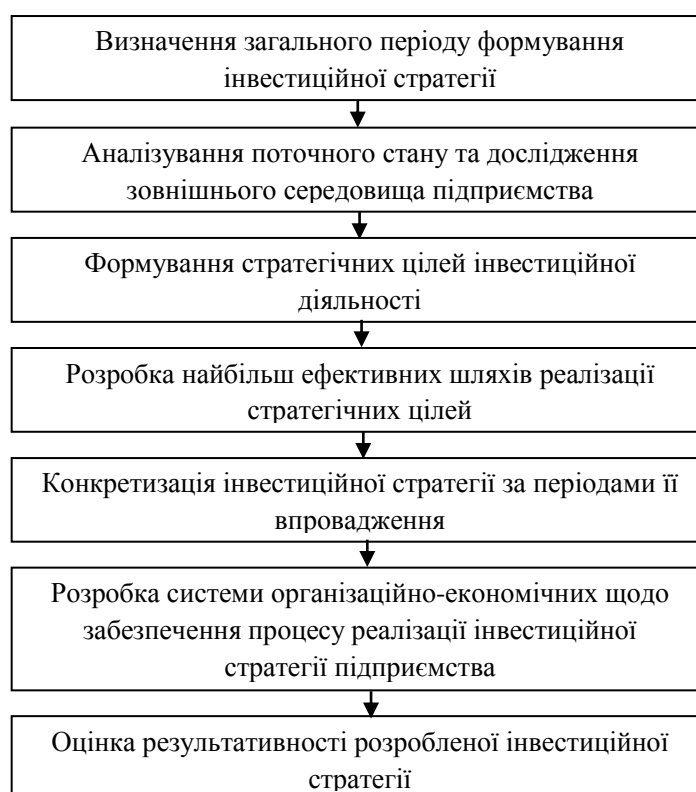 Визначення загального періоду формування
інвестиційної стратегії
Аналізування поточного стану та дослідження
зовнішнього середовища підприємства
Формування стратегічних цілей інвестиційної
діяльності
Розробка найбільш ефективних шляхів реалізації
стратегічних цілей
Конкретизація інвестиційної стратегії за періодами її
впровадження
Розробка системи організаційно-економічних щодо
забезпечення процесу реалізації інвестиційної
стратегії підприємства
Оцінка результативності розробленої інвестиційної
стратегії